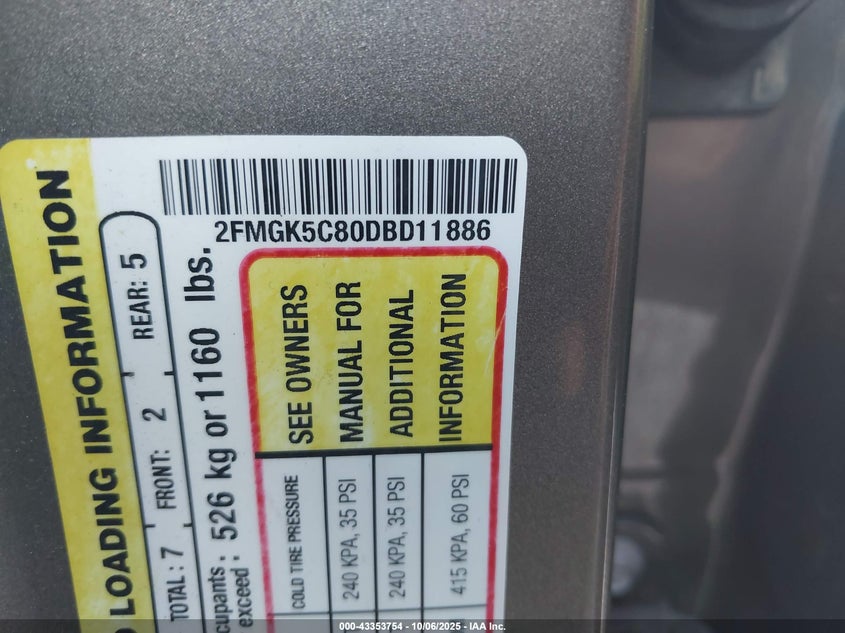 2FMGK5C80DBD11886
LOADING INFORMATION
TOTAL: 7 FRONT: 2 REAR: 5
exceed : 526 kg or 1160 lbs.
SEE OWNERS
MANUAL FOR
ADDITIONAL
INFORMATION
COLD TIRE PRESSURE
240 KPA, 35 PSI
240 KPA, 35 PSI
415 KPA, 60 PSI
000-43353754 - 10/06/2025 - IAA Inc.